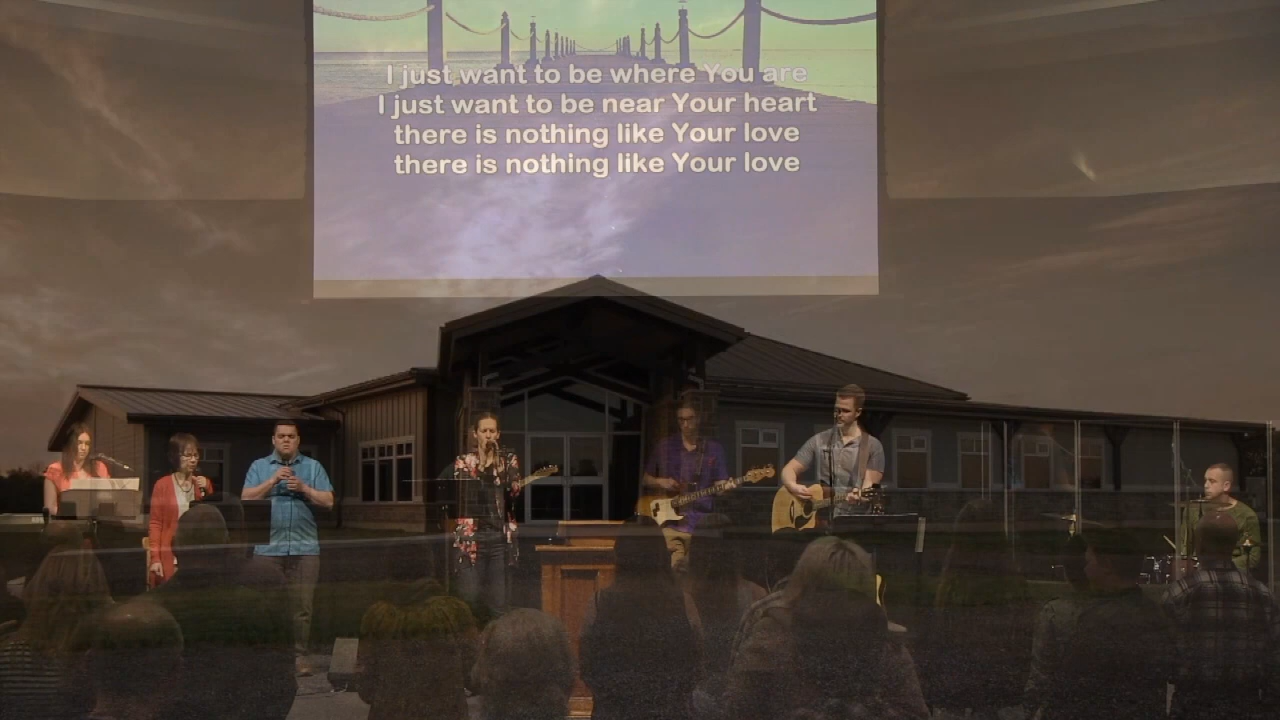 I just want to be where You are
I just want to be near Your heart
there is nothing like Your love
there is nothing like Your love